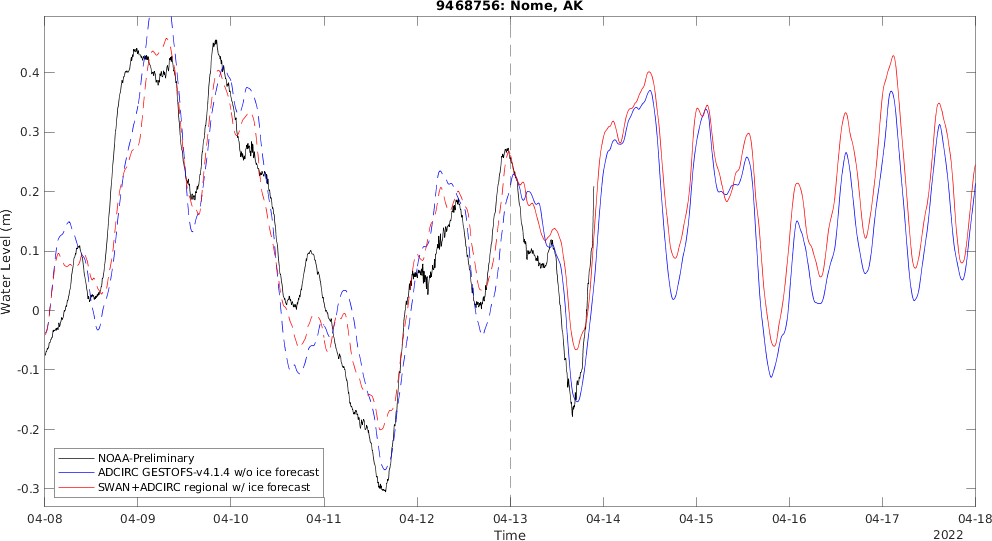 9468756: Nome, AK
Water Level (m)
0.4
0.3
0.2
0.1
0
-0.1
-0.2
-0.3
NOAA-Preliminary
ADCIRC GESTOFS-v4.1.4 w/o ice forecast
SWAN+ADCIRC regional w/ ice forecast
04-08 04-09 04-10 04-11 04-12 04-13 04-14 04-15 04-16 04-17 04-18
Time
2022